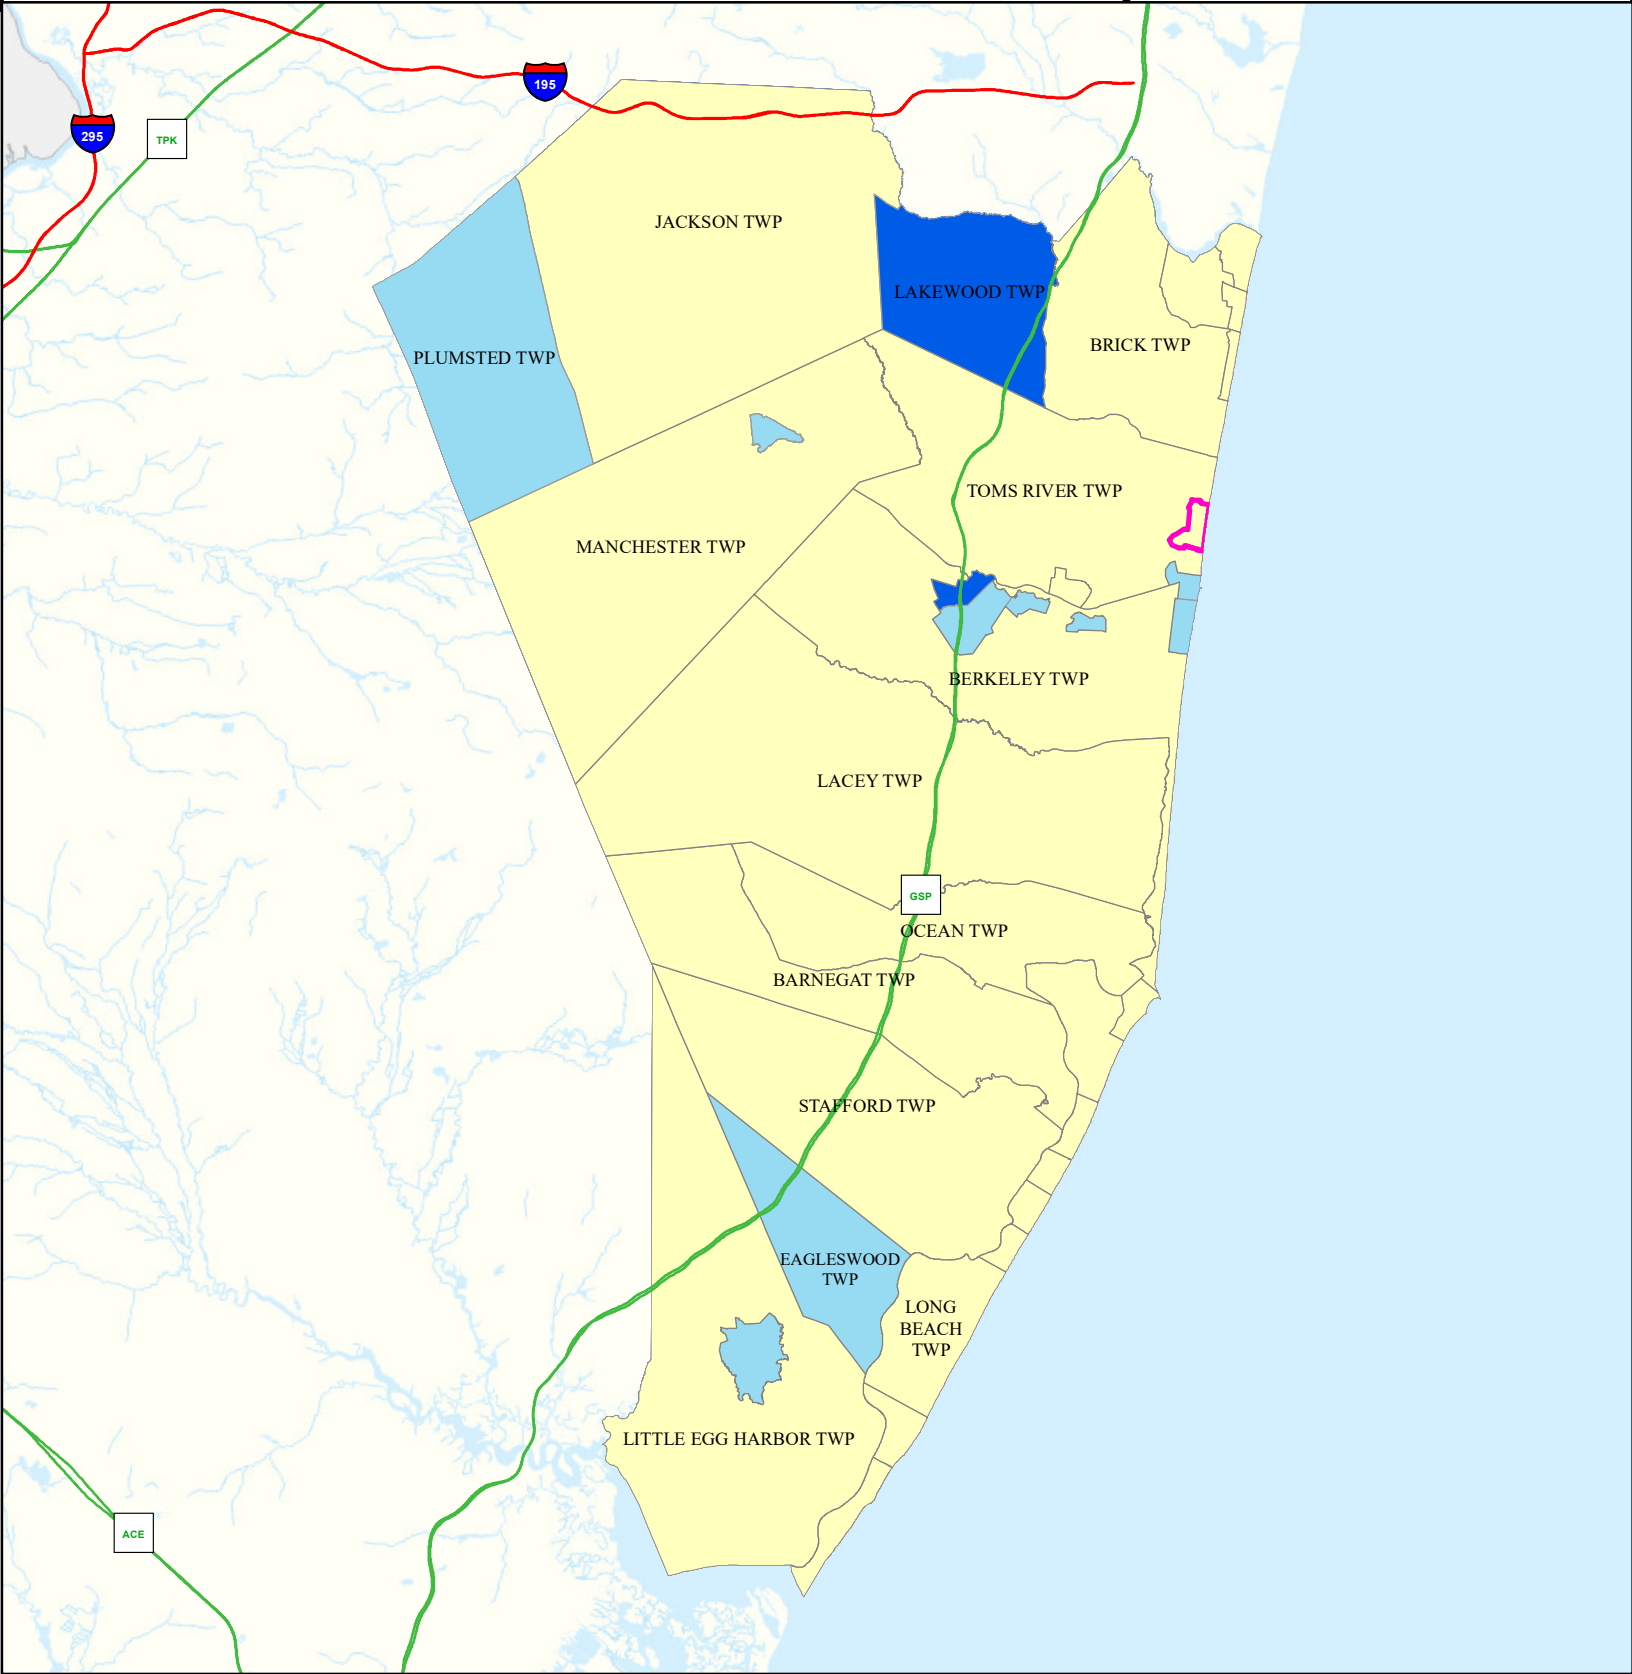 195
295
TPK
JACKSON TWP
LAKEWOOD TWP
BRICK TWP
PLUMSTED TWP
TOMS RIVER TWP
MANCHESTER TWP
BERKELEY TWP
LACEY TWP
GSP
OCEAN TWP
BARNEGAT TWP
STAFFORD TWP
EAGLESWOOD
TWP
LONG
BEACH
TWP
LITTLE EGG HARBOR TWP
ACE